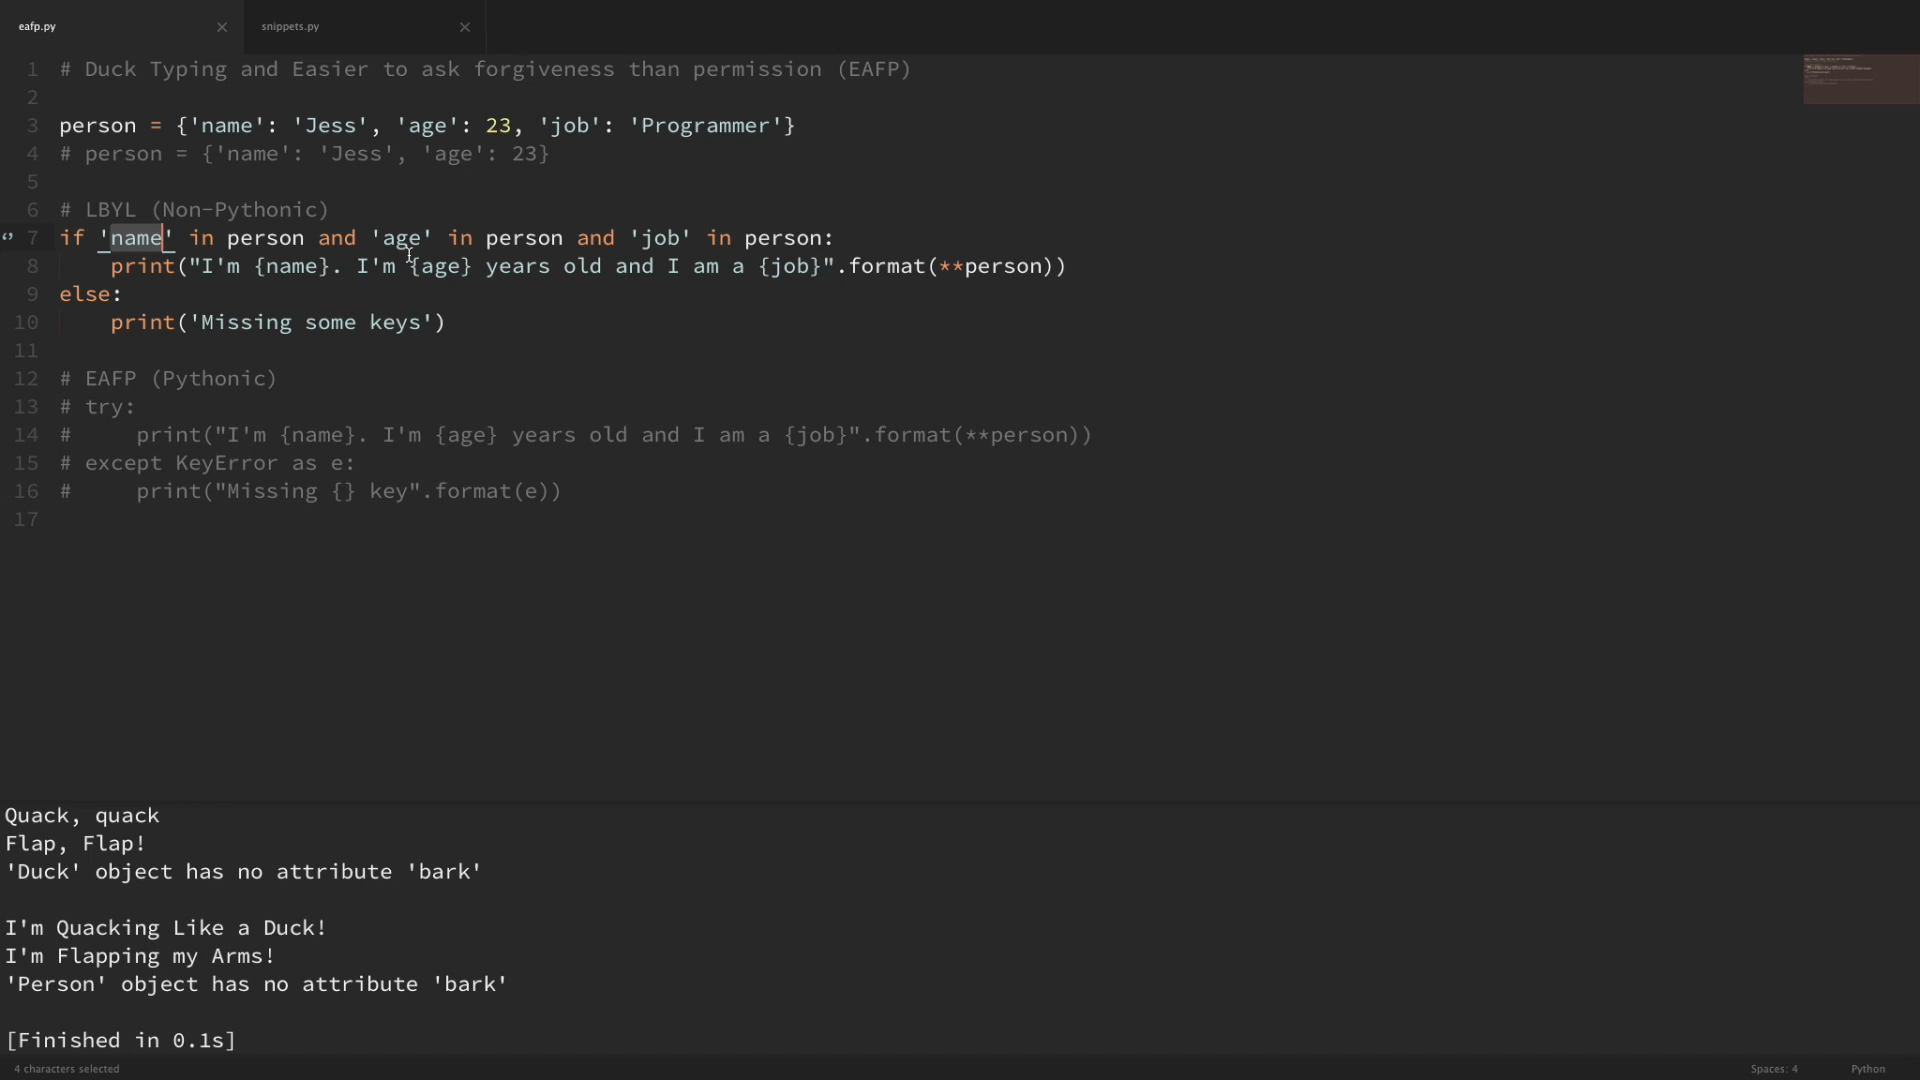 eafp.py
snippets.py
1 # Duck Typing and Easier to ask forgiveness than permission (EAFP)
2
3 person = {'name': 'Jess', 'age': 23, 'job': 'Programmer'}
4 # person = {'name': 'Jess', 'age': 23}
5
6 # LBYL (Non-Pythonic)
7 if 'name' in person and 'age' in person and 'job' in person:
8     print("I'm {name}. I'm {age} years old and I am a {job}".format(**person))
9 else:
10     print('Missing some keys')
11
12 # EAFP (Pythonic)
13 # try:
14 #     print("I'm {name}. I'm {age} years old and I am a {job}".format(**person))
15 # except KeyError as e:
16 #     print("Missing {} key".format(e))
17
Quack, quack
Flap, Flap!
'Duck' object has no attribute 'bark'
I'm Quacking Like a Duck!
I'm Flapping my Arms!
'Person' object has no attribute 'bark'
[Finished in 0.1s]
4 characters selected
Spaces: 4
Python